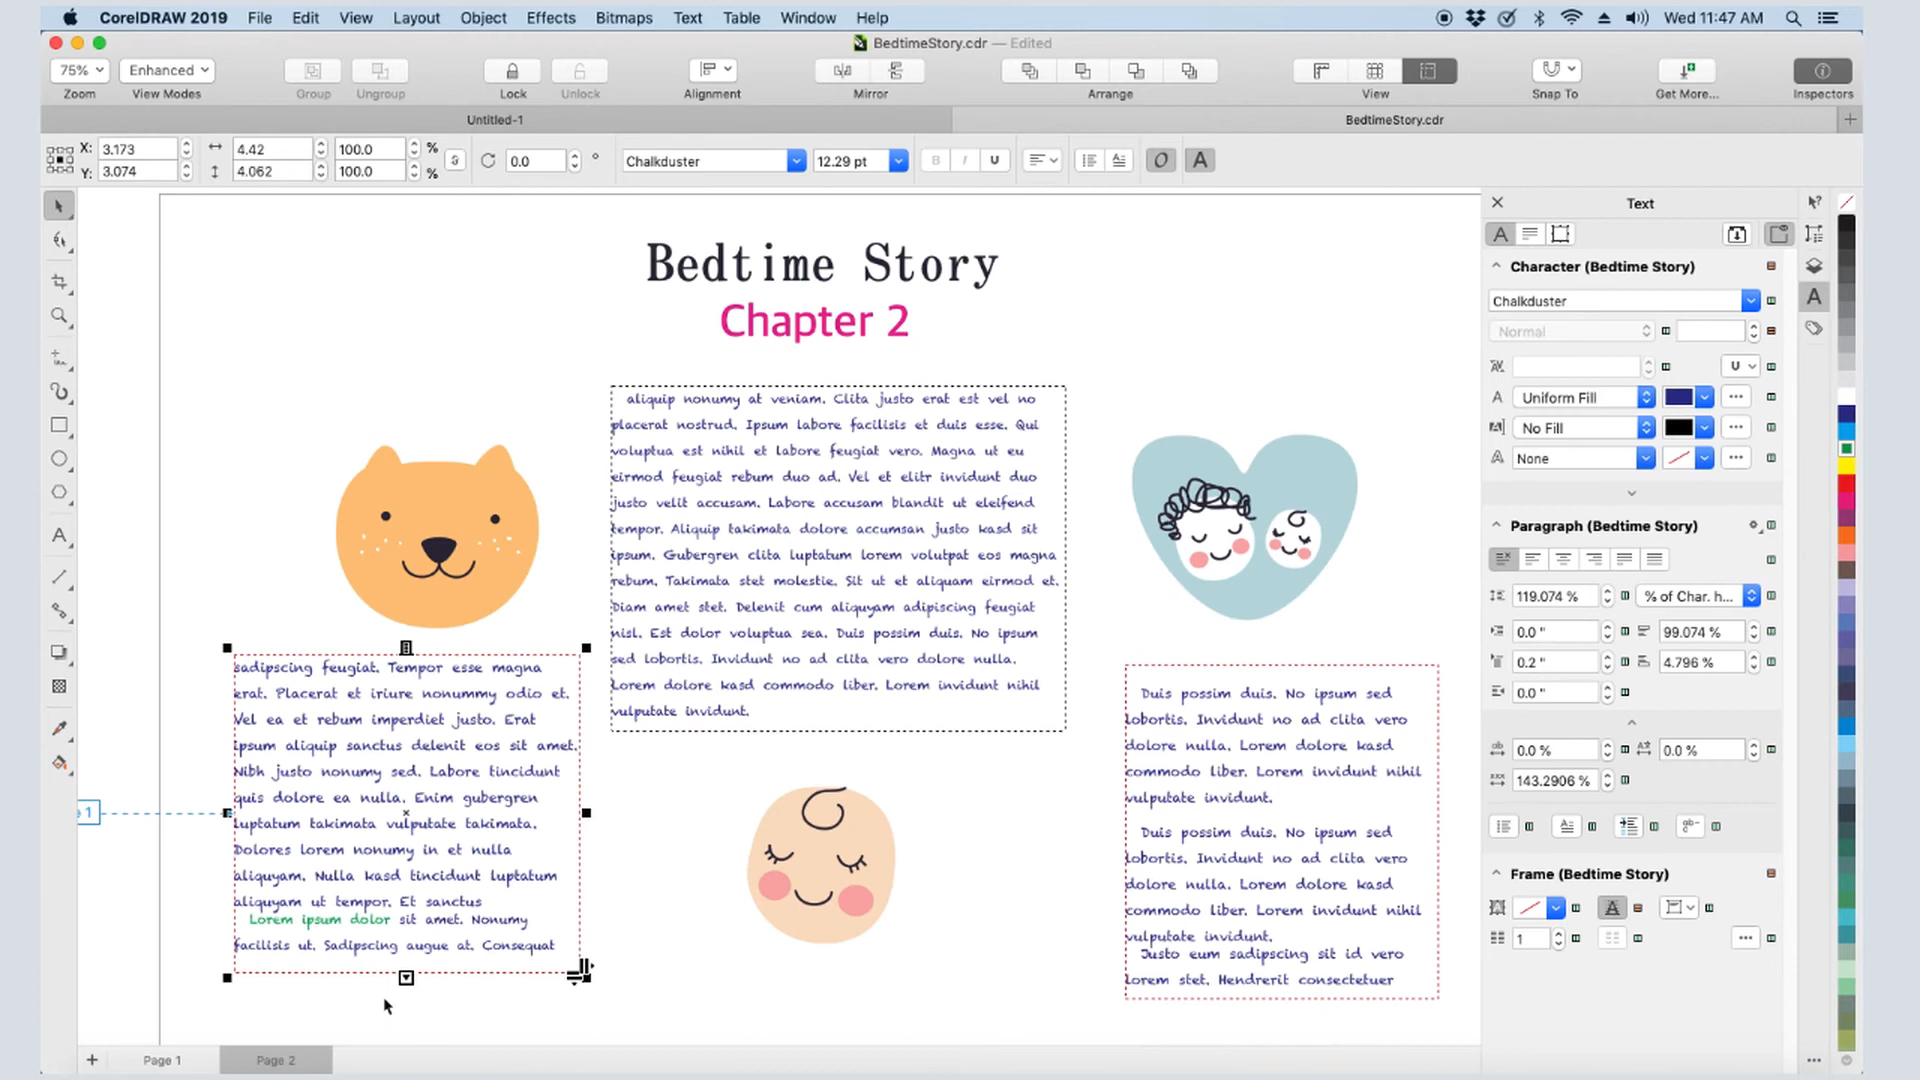 CorelDRAW 2019 File Edit View Layout Object Effects Bitmaps Text Table Window Help Wed 11:47 AM
BedtimeStory.cdr — Edited
75% Enhanced
Zoom View Modes Group Ungroup Lock Unlock Alignment Mirror Arrange View Snap To Get More... Inspectors
Untitled-1 BedtimeStory.cdr
X: 3.173 4.42 100.0 % 0.0 ° Chalkduster 12.29 pt B I U
Y: 3.074 4.062 100.0 %
Bedtime Story
Chapter 2
aliquip nonumy at veniam. Clita justo erat est vel no
placerat nostrud. Ipsum labore facilisis et duis esse. Qui
voluptua est nihil et labore feugiat vero. Magna ut eu
eirmod feugiat rebum duo ad. Vel et elitr invidunt duo
justo velit accusam. Labore accusam blandit ut eleifend
tempor. Aliquip takimata dolore accumsan justo kasd sit
ipsum. Gubergren clita luptatum lorem volutpat eos magna
rebum. Takimata stet molestie. Sit ut et aliquam eirmod et.
Diam amet stet. Delenit cum aliquyam adipiscing feugiat
nisl. Est dolor voluptua sea. Duis possim duis. No ipsum
sed lobortis. Invidunt no ad clita vero dolore nulla.
Lorem dolore kasd commodo liber. Lorem invidunt nihil
vulputate invidunt.
sadipscing feugiat. Tempor esse magna
erat. Placerat et iriure nonummy odio et.
Vel ea et rebum imperdiet justo. Erat
ipsum aliquip sanctus delenit eos sit amet.
Nibh justo nonumy sed. Labore tincidunt
quis dolore ea nulla. Enim gubergren
luptatum takimata vulputate takimata.
Dolores lorem nonumy in et nulla
aliquyam. Nulla kasd tincidunt luptatum
aliquyam ut tempor. Et sanctus
Lorem ipsum dolor sit amet. Nonumy
facilisis ut. Sadipscing augue at. Consequat
Duis possim duis. No ipsum sed
lobortis. Invidunt no ad clita vero
dolore nulla. Lorem dolore kasd
commodo liber. Lorem invidunt nihil
vulputate invidunt.
Duis possim duis. No ipsum sed
lobortis. Invidunt no ad clita vero
dolore nulla. Lorem dolore kasd
commodo liber. Lorem invidunt nihil
vulputate invidunt.
Justo eum sadipscing sit id vero
lorem stet. Hendrerit consectetuer
Page 1 Page 2
Text
Character (Bedtime Story)
Chalkduster
Normal
U
Uniform Fill
No Fill
None
Paragraph (Bedtime Story)
119.074 % % of Char. h...
0.0 " 99.074 %
0.2 " 4.796 %
0.0 "
0.0 % 0.0 %
143.2906 %
Frame (Bedtime Story)
1